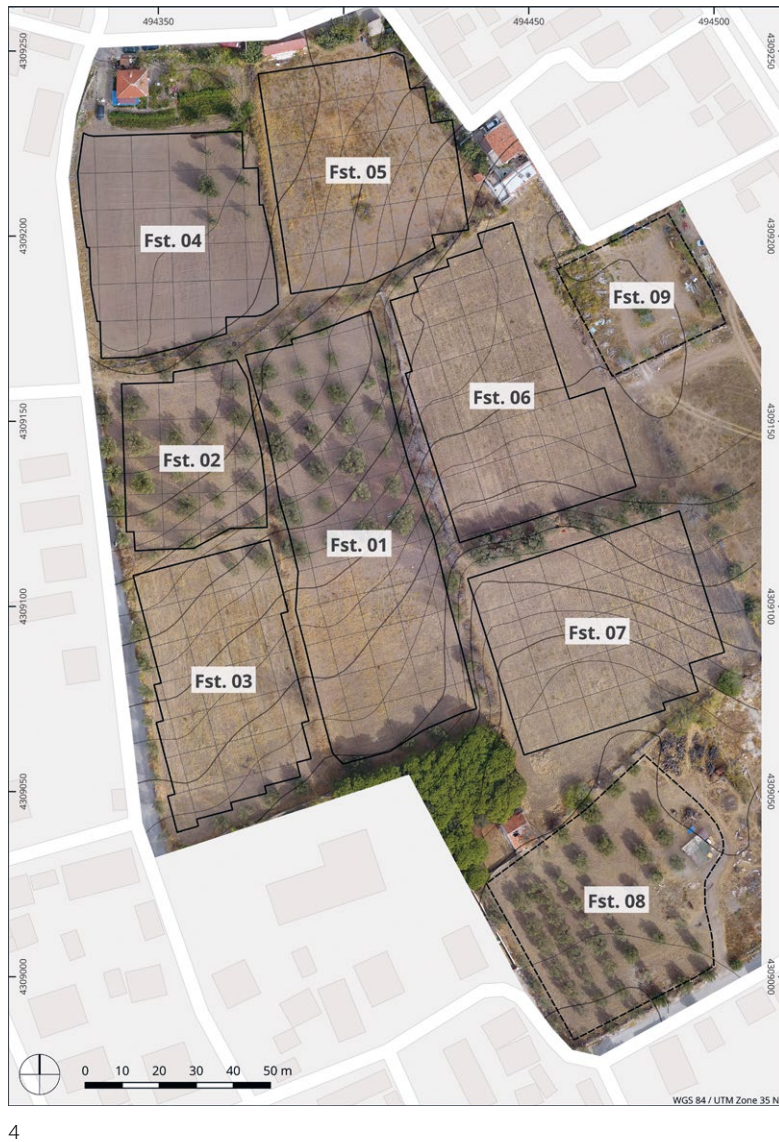 494350
494450
494500
4309250
4309250
Fst. 05
Fst. 04
4309200
4309200
Fst. 09
Fst. 06
4309150
4309150
Fst. 02
Fst. 01
4309100
4309100
Fst. 07
Fst. 03
4309050
4309050
Fst. 08
4309000
4309000
0 10 20 30 40 50 m
WGS 84 / UTM Zone 35 N
4